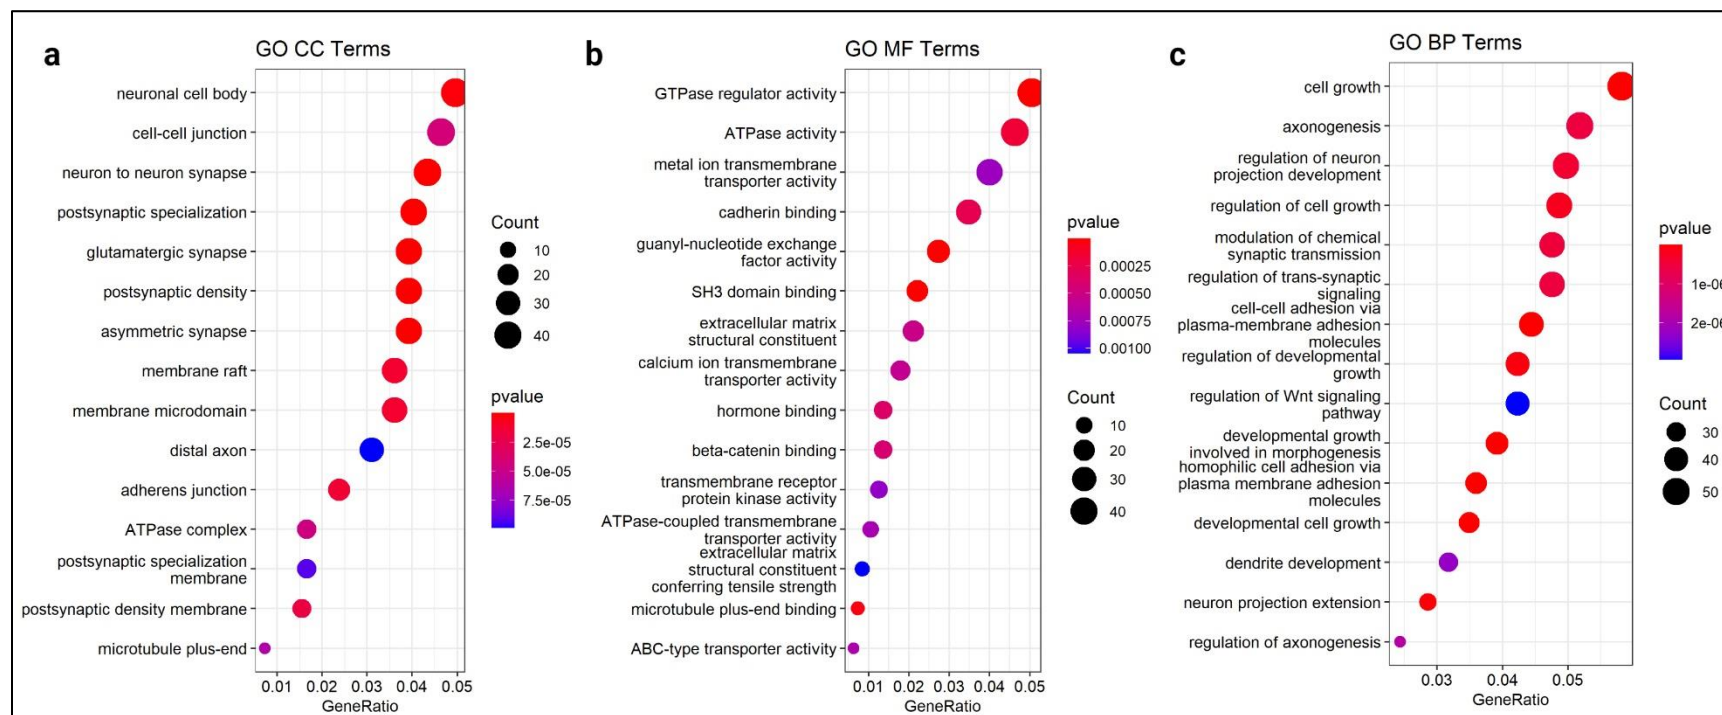 a
GO CC Terms
neuronal cell body
cell-cell junction
neuron to neuron synapse
postsynaptic specialization
glutamatergic synapse
postsynaptic density
asymmetric synapse
membrane raft
membrane microdomain
distal axon
adherens junction
ATPase complex
postsynaptic specialization
membrane
postsynaptic density membrane
microtubule plus-end
0.01 0.02 0.03 0.04 0.05
GeneRatio
Count
10
20
30
40
pvalue
2.5e-05
5.0e-05
7.5e-05
b
GO MF Terms
GTPase regulator activity
ATPase activity
metal ion transmembrane
transporter activity
cadherin binding
guanyl-nucleotide exchange
factor activity
SH3 domain binding
extracellular matrix
structural constituent
calcium ion transmembrane
transporter activity
hormone binding
beta-catenin binding
transmembrane receptor
protein kinase activity
ATPase-coupled transmembrane
transporter activity
extracellular matrix
structural constituent
conferring tensile strength
microtubule plus-end binding
ABC-type transporter activity
0.01 0.02 0.03 0.04 0.05
GeneRatio
pvalue
0.00025
0.00050
0.00075
0.00100
Count
10
20
30
40
c
GO BP Terms
cell growth
axonogenesis
regulation of neuron
projection development
regulation of cell growth
modulation of chemical
synaptic transmission
regulation of trans-synaptic
signaling
cell-cell adhesion via
plasma-membrane adhesion
molecules
regulation of developmental
growth
regulation of Wnt signaling
pathway
developmental growth
involved in morphogenesis
homophilic cell adhesion via
plasma membrane adhesion
molecules
developmental cell growth
dendrite development
neuron projection extension
regulation of axonogenesis
0.03 0.04 0.05
GeneRatio
pvalue
1e-06
2e-06
Count
30
40
50